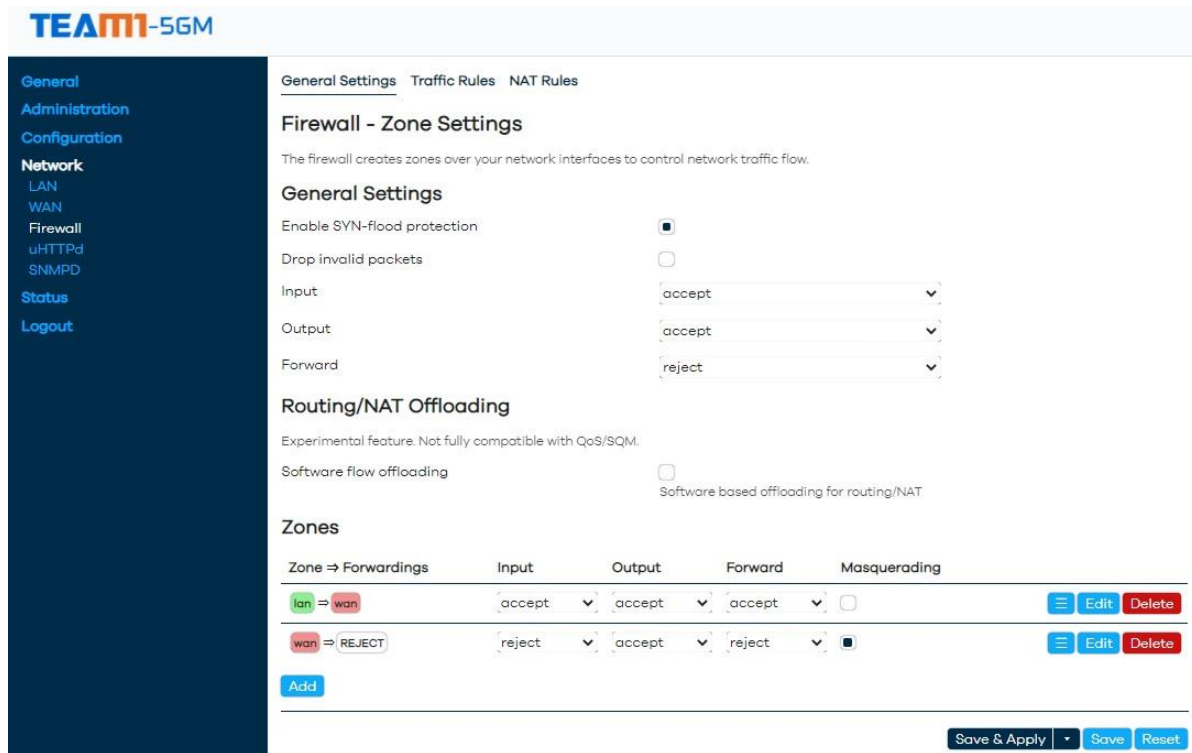 TEAM1-5GM
General
Administration
Configuration
Network
LAN
WAN
Firewall
uHTTPd
SNMPD
Status
Logout
General Settings Traffic Rules NAT Rules
Firewall - Zone Settings
The firewall creates zones over your network interfaces to control network traffic flow.
General Settings
Enable SYN-flood protection
Drop invalid packets
Input accept
Output accept
Forward reject
Routing/NAT Offloading
Experimental feature. Not fully compatible with QoS/SQM.
Software flow offloading
Software based offloading for routing/NAT
Zones
Zone ⇒ Forwardings Input Output Forward Masquerading
lan ⇒ wan accept accept accept Edit Delete
wan ⇒ REJECT reject accept reject Edit Delete
Add
Save & Apply Save Reset